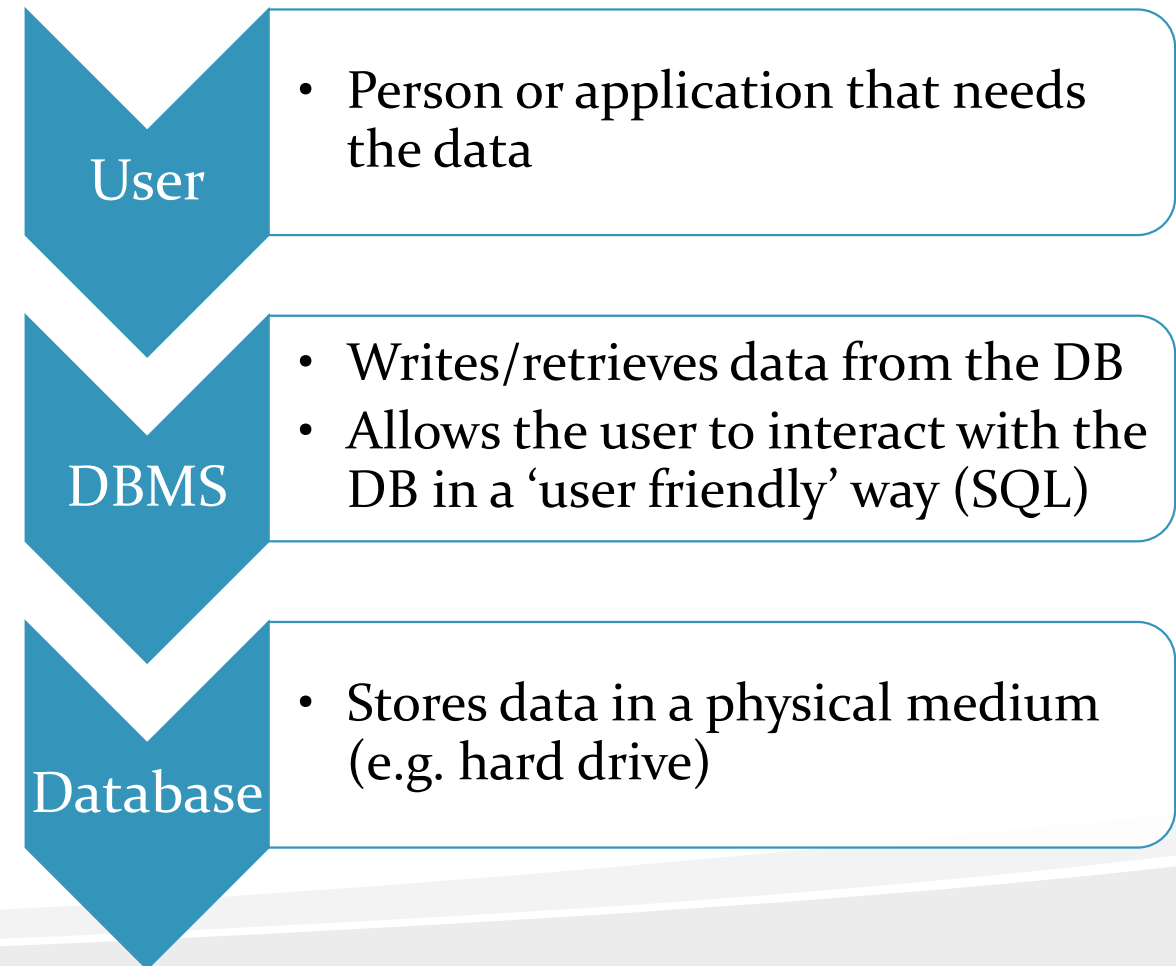 User
• Person or application that needs
the data
DBMS
• Writes/retrieves data from the DB
• Allows the user to interact with the
DB in a ‘user friendly’ way (SQL)
Database
• Stores data in a physical medium
(e.g. hard drive)